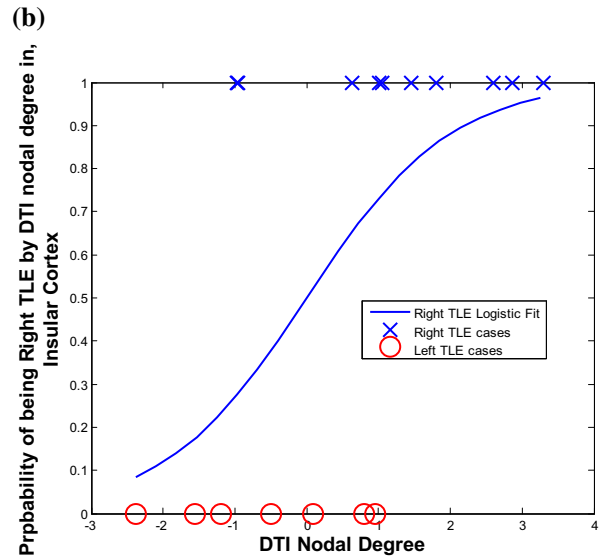 (b)
Prpbability of being Right TLE by DTI nodal degree in,
Insular Cortex
1
0.9
0.8
0.7
0.6
0.5
0.4
0.3
0.2
0.1
0
Right TLE Logistic Fit
Right TLE cases
Left TLE cases
-3 -2 -1 0 1 2 3 4
DTI Nodal Degree